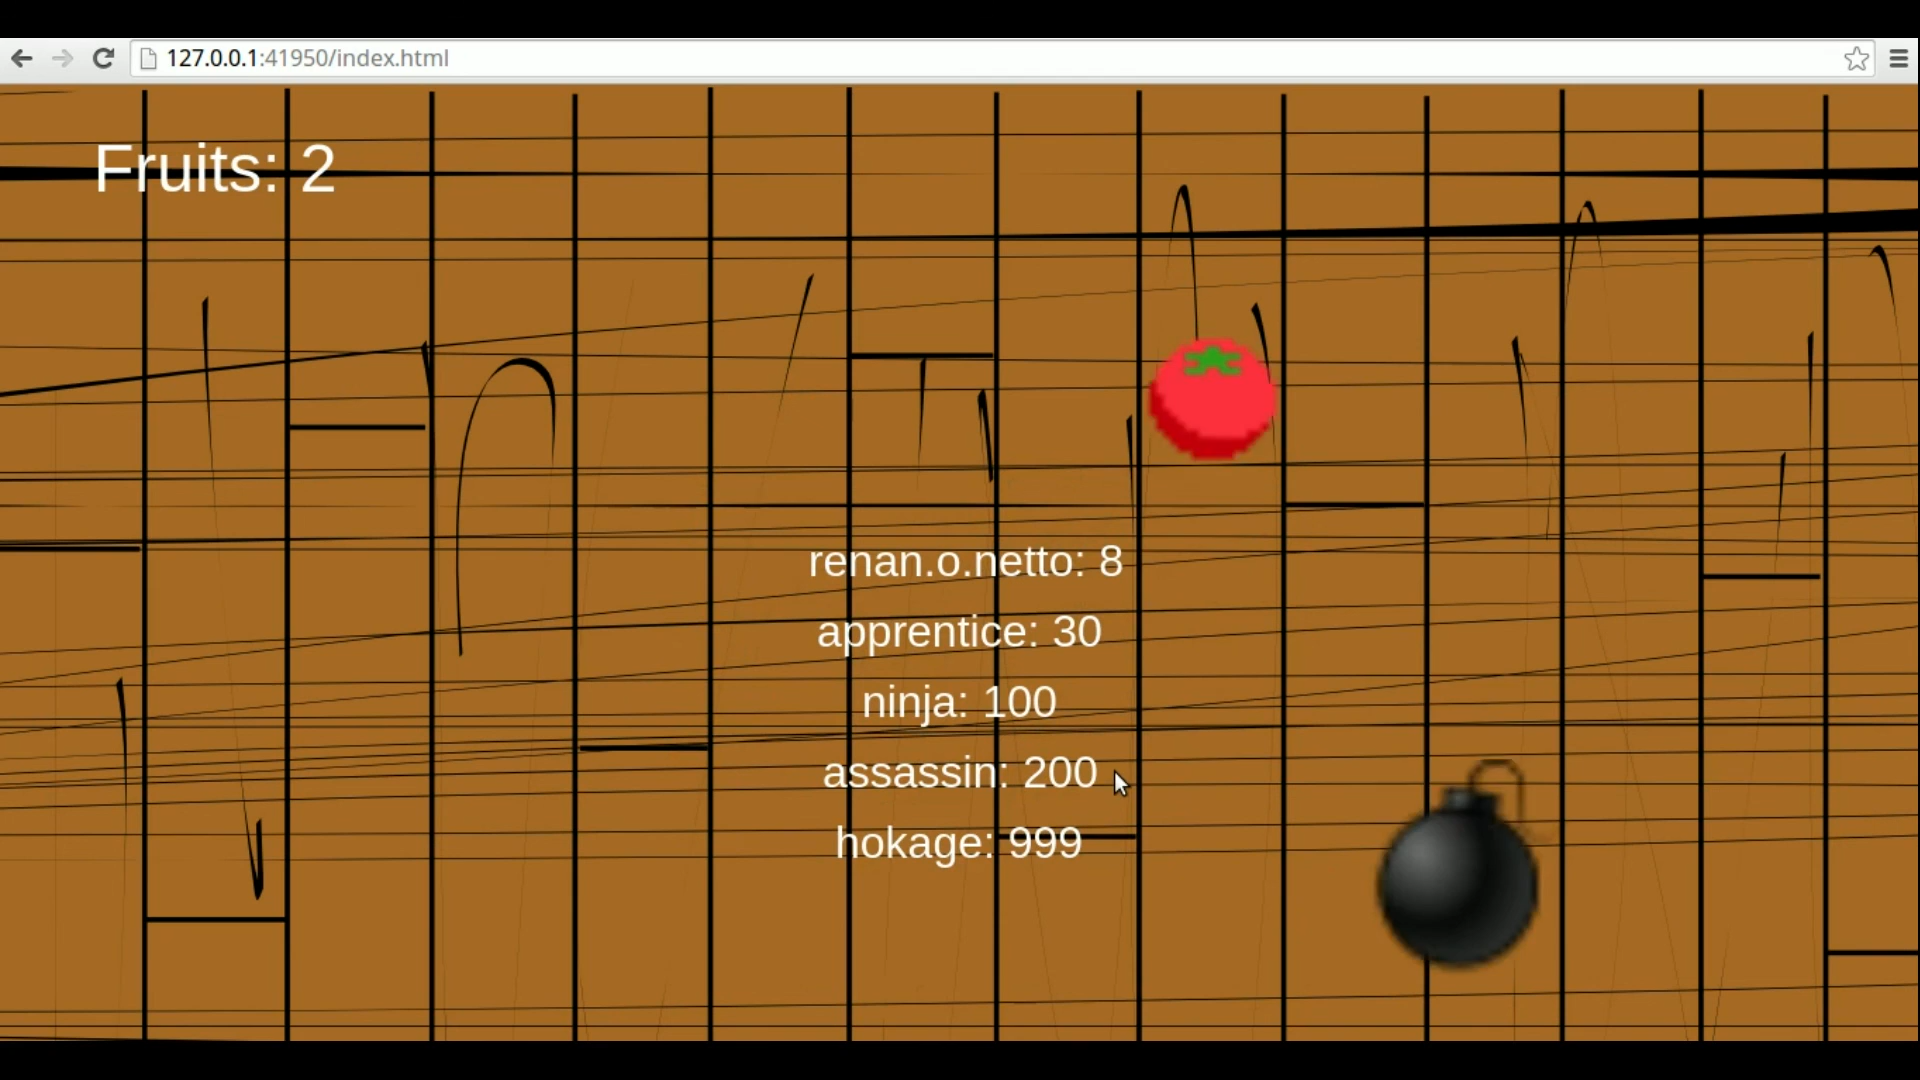 127.0.0.1:41950/index.html
Fruits: 2
renan.o.netto: 8
apprentice: 30
ninja: 100
assassin: 200
hokage: 999